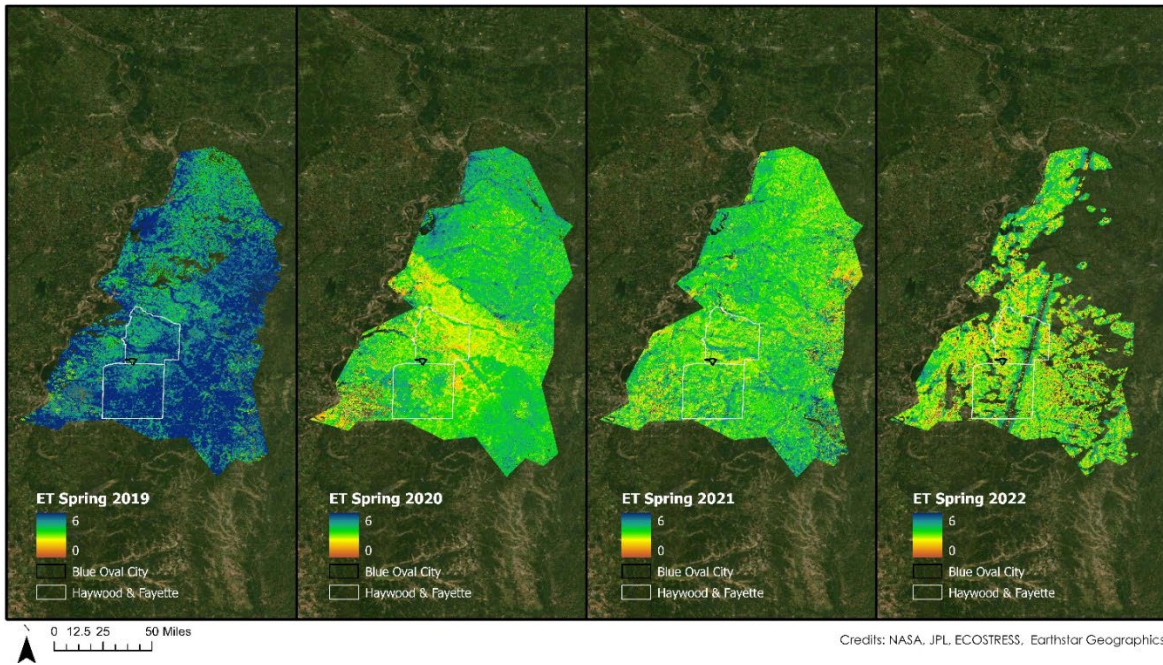 ET Spring 2019
6
0
Blue Oval City
Haywood & Fayette
ET Spring 2020
6
0
Blue Oval City
Haywood & Fayette
ET Spring 2021
6
0
Blue Oval City
Haywood & Fayette
ET Spring 2022
6
0
Blue Oval City
Haywood & Fayette
N
0 12.5 25 50 Miles
Credits: NASA, JPL, ECOSTRESS, Earthstar Geographics